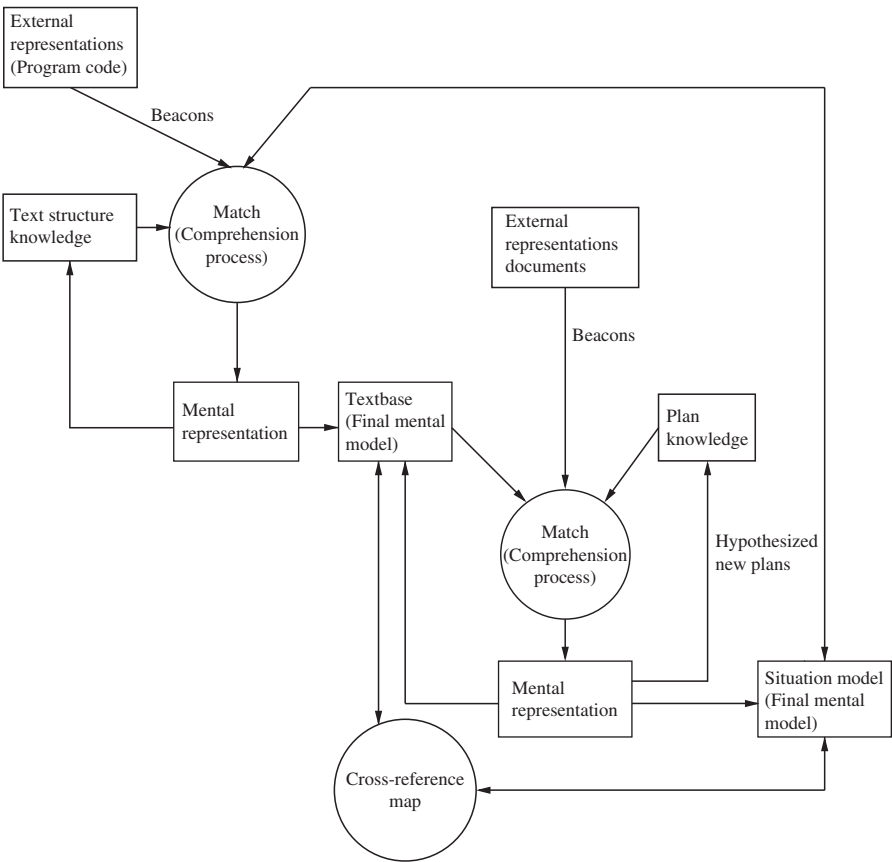 External
representations
(Program code)
Beacons
Text structure
knowledge
Match
(Comprehension
process)
External
representations
documents
Beacons
Mental
representation
Textbase
(Final mental
model)
Plan
knowledge
Match
(Comprehension
process)
Hypothesized
new plans
Mental
representation
Situation model
(Final mental
model)
Cross-reference
map